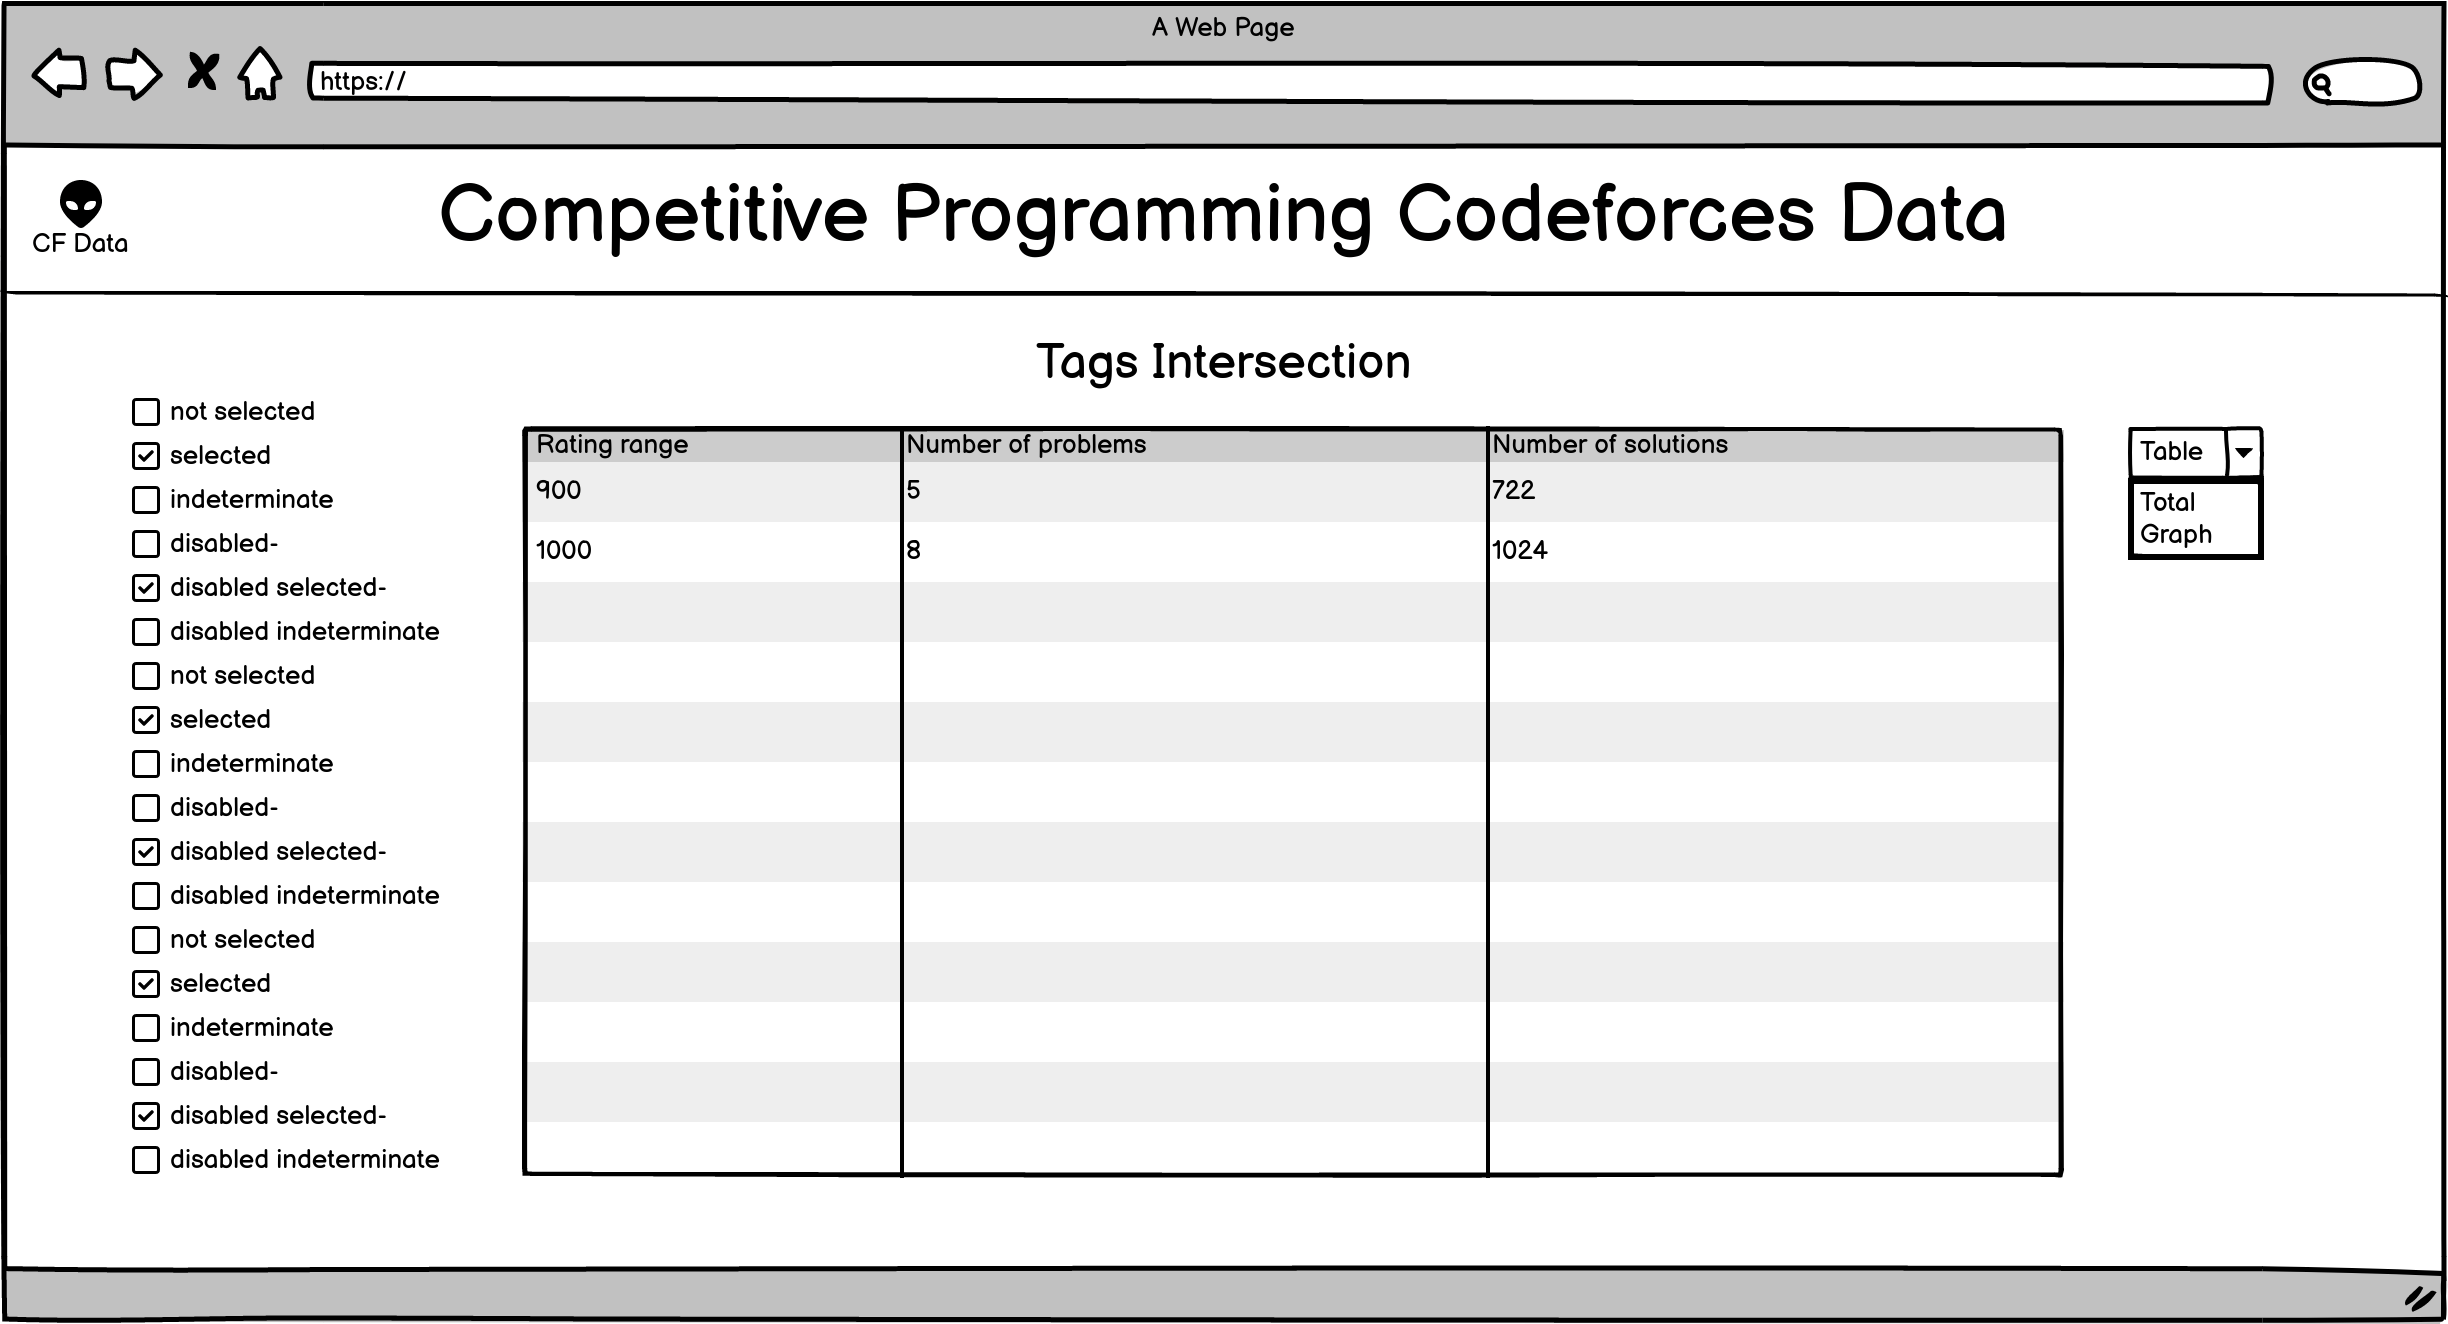 A Web Page
https://
CF Data
Competitive Programming Codeforces Data
Tags Intersection
not selected
selected
indeterminate
disabled-
disabled selected-
disabled indeterminate
not selected
selected
indeterminate
disabled-
disabled selected-
disabled indeterminate
not selected
selected
indeterminate
disabled-
disabled selected-
disabled indeterminate
Rating range Number of problems Number of solutions
900 5 722
1000 8 1024
Table
Total
Graph